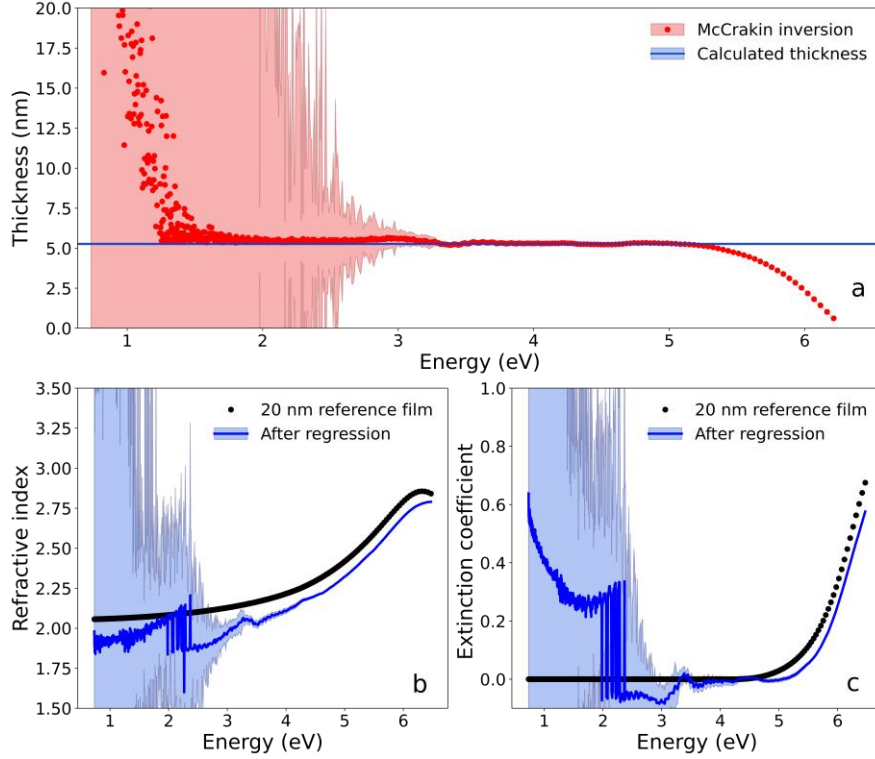 20.0
17.5
15.0
12.5
10.0
7.5
5.0
2.5
0.0
Thickness (nm)
McCrakin inversion
Calculated thickness
a
1 2 3 4 5 6
Energy (eV)
3.50
3.25
3.00
2.75
2.50
2.25
2.00
1.75
1.50
Refractive index
20 nm reference film
After regression
b
1 2 3 4 5 6
Energy (eV)
1.0
0.8
0.6
0.4
0.2
0.0
Extinction coefficient
20 nm reference film
After regression
c
1 2 3 4 5 6
Energy (eV)